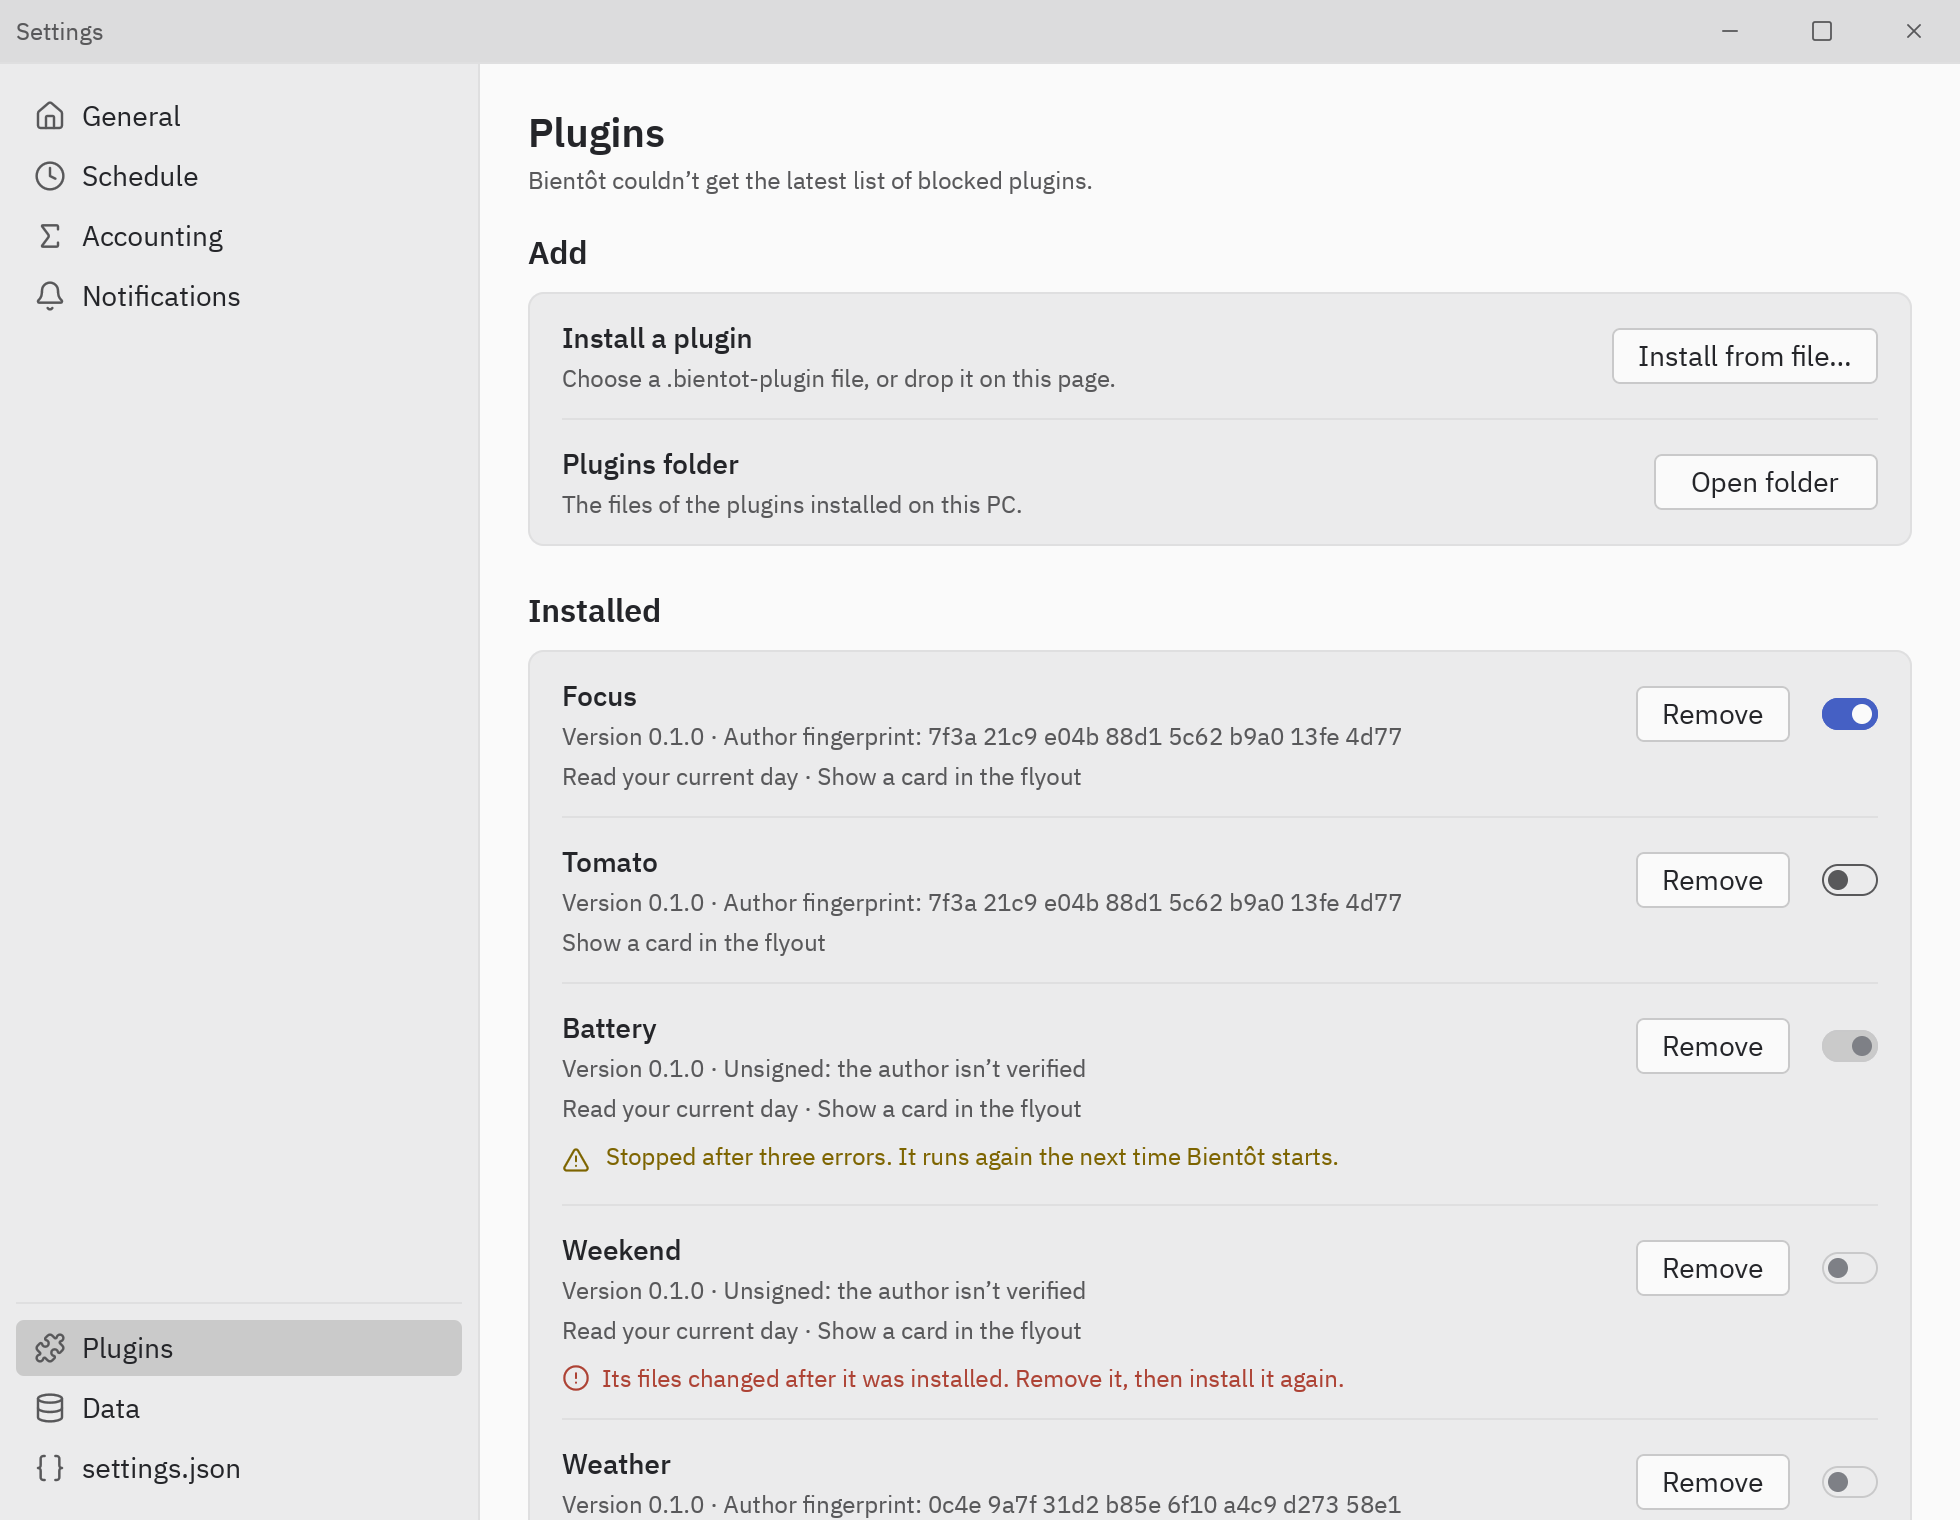 Settings
General
Schedule
Accounting
Notifications
Plugins
Data
settings.json
Plugins
Bientôt couldn’t get the latest list of blocked plugins.
Add
Install a plugin
Choose a .bientot-plugin file, or drop it on this page.
Install from file...
Plugins folder
The files of the plugins installed on this PC.
Open folder
Installed
Focus
Version 0.1.0 · Author fingerprint: 7f3a 21c9 e04b 88d1 5c62 b9a0 13fe 4d77
Read your current day · Show a card in the flyout
Remove
Tomato
Version 0.1.0 · Author fingerprint: 7f3a 21c9 e04b 88d1 5c62 b9a0 13fe 4d77
Show a card in the flyout
Remove
Battery
Version 0.1.0 · Unsigned: the author isn’t verified
Read your current day · Show a card in the flyout
Stopped after three errors. It runs again the next time Bientôt starts.
Remove
Weekend
Version 0.1.0 · Unsigned: the author isn’t verified
Read your current day · Show a card in the flyout
Its files changed after it was installed. Remove it, then install it again.
Remove
Weather
Version 0.1.0 · Author fingerprint: 0c4e 9a7f 31d2 b85e 6f10 a4c9 d273 58e1
Remove